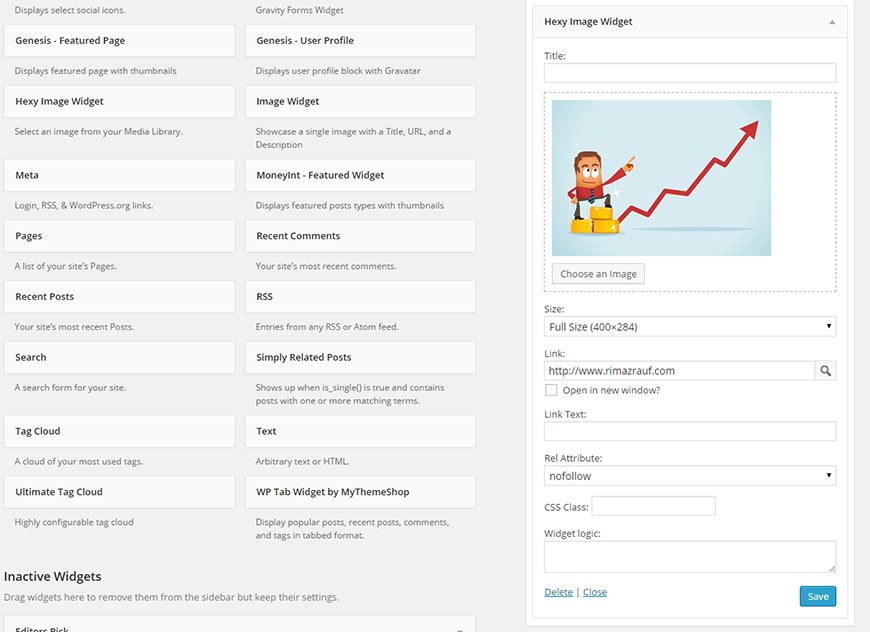 Displays select social icons.
Gravity Forms Widget
Genesis - Featured Page
Genesis - User Profile
Displays featured page with thumbnails
Displays user profile block with Gravatar
Hexy Image Widget
Image Widget
Select an image from your Media Library.
Showcase a single image with a Title, URL, and a
Description
Meta
MoneyInt - Featured Widget
Login, RSS, & WordPress.org links.
Displays featured posts types with thumbnails
Pages
Recent Comments
A list of your site's Pages.
Your site's most recent comments.
Recent Posts
RSS
Your site's most recent Posts.
Entries from any RSS or Atom feed.
Search
Simply Related Posts
A search form for your site.
Shows up when is_single() is true and contains
posts with one or more matching terms.
Tag Cloud
Text
A cloud of your most used tags.
Arbitrary text or HTML.
Ultimate Tag Cloud
WP Tab Widget by MyThemeShop
Highly configurable tag cloud
Display popular posts, recent posts, comments,
and tags in tabbed format.
Inactive Widgets
Drag widgets here to remove them from the sidebar but keep their settings.
Editors Pick
Hexy Image Widget
Title:
Choose an Image
Size:
Full Size (400×284)
Link:
http://www.rimazrauf.com
Open in new window?
Link Text:
Rel Attribute:
nofollow
CSS Class:
Widget logic:
Delete | Close
Save